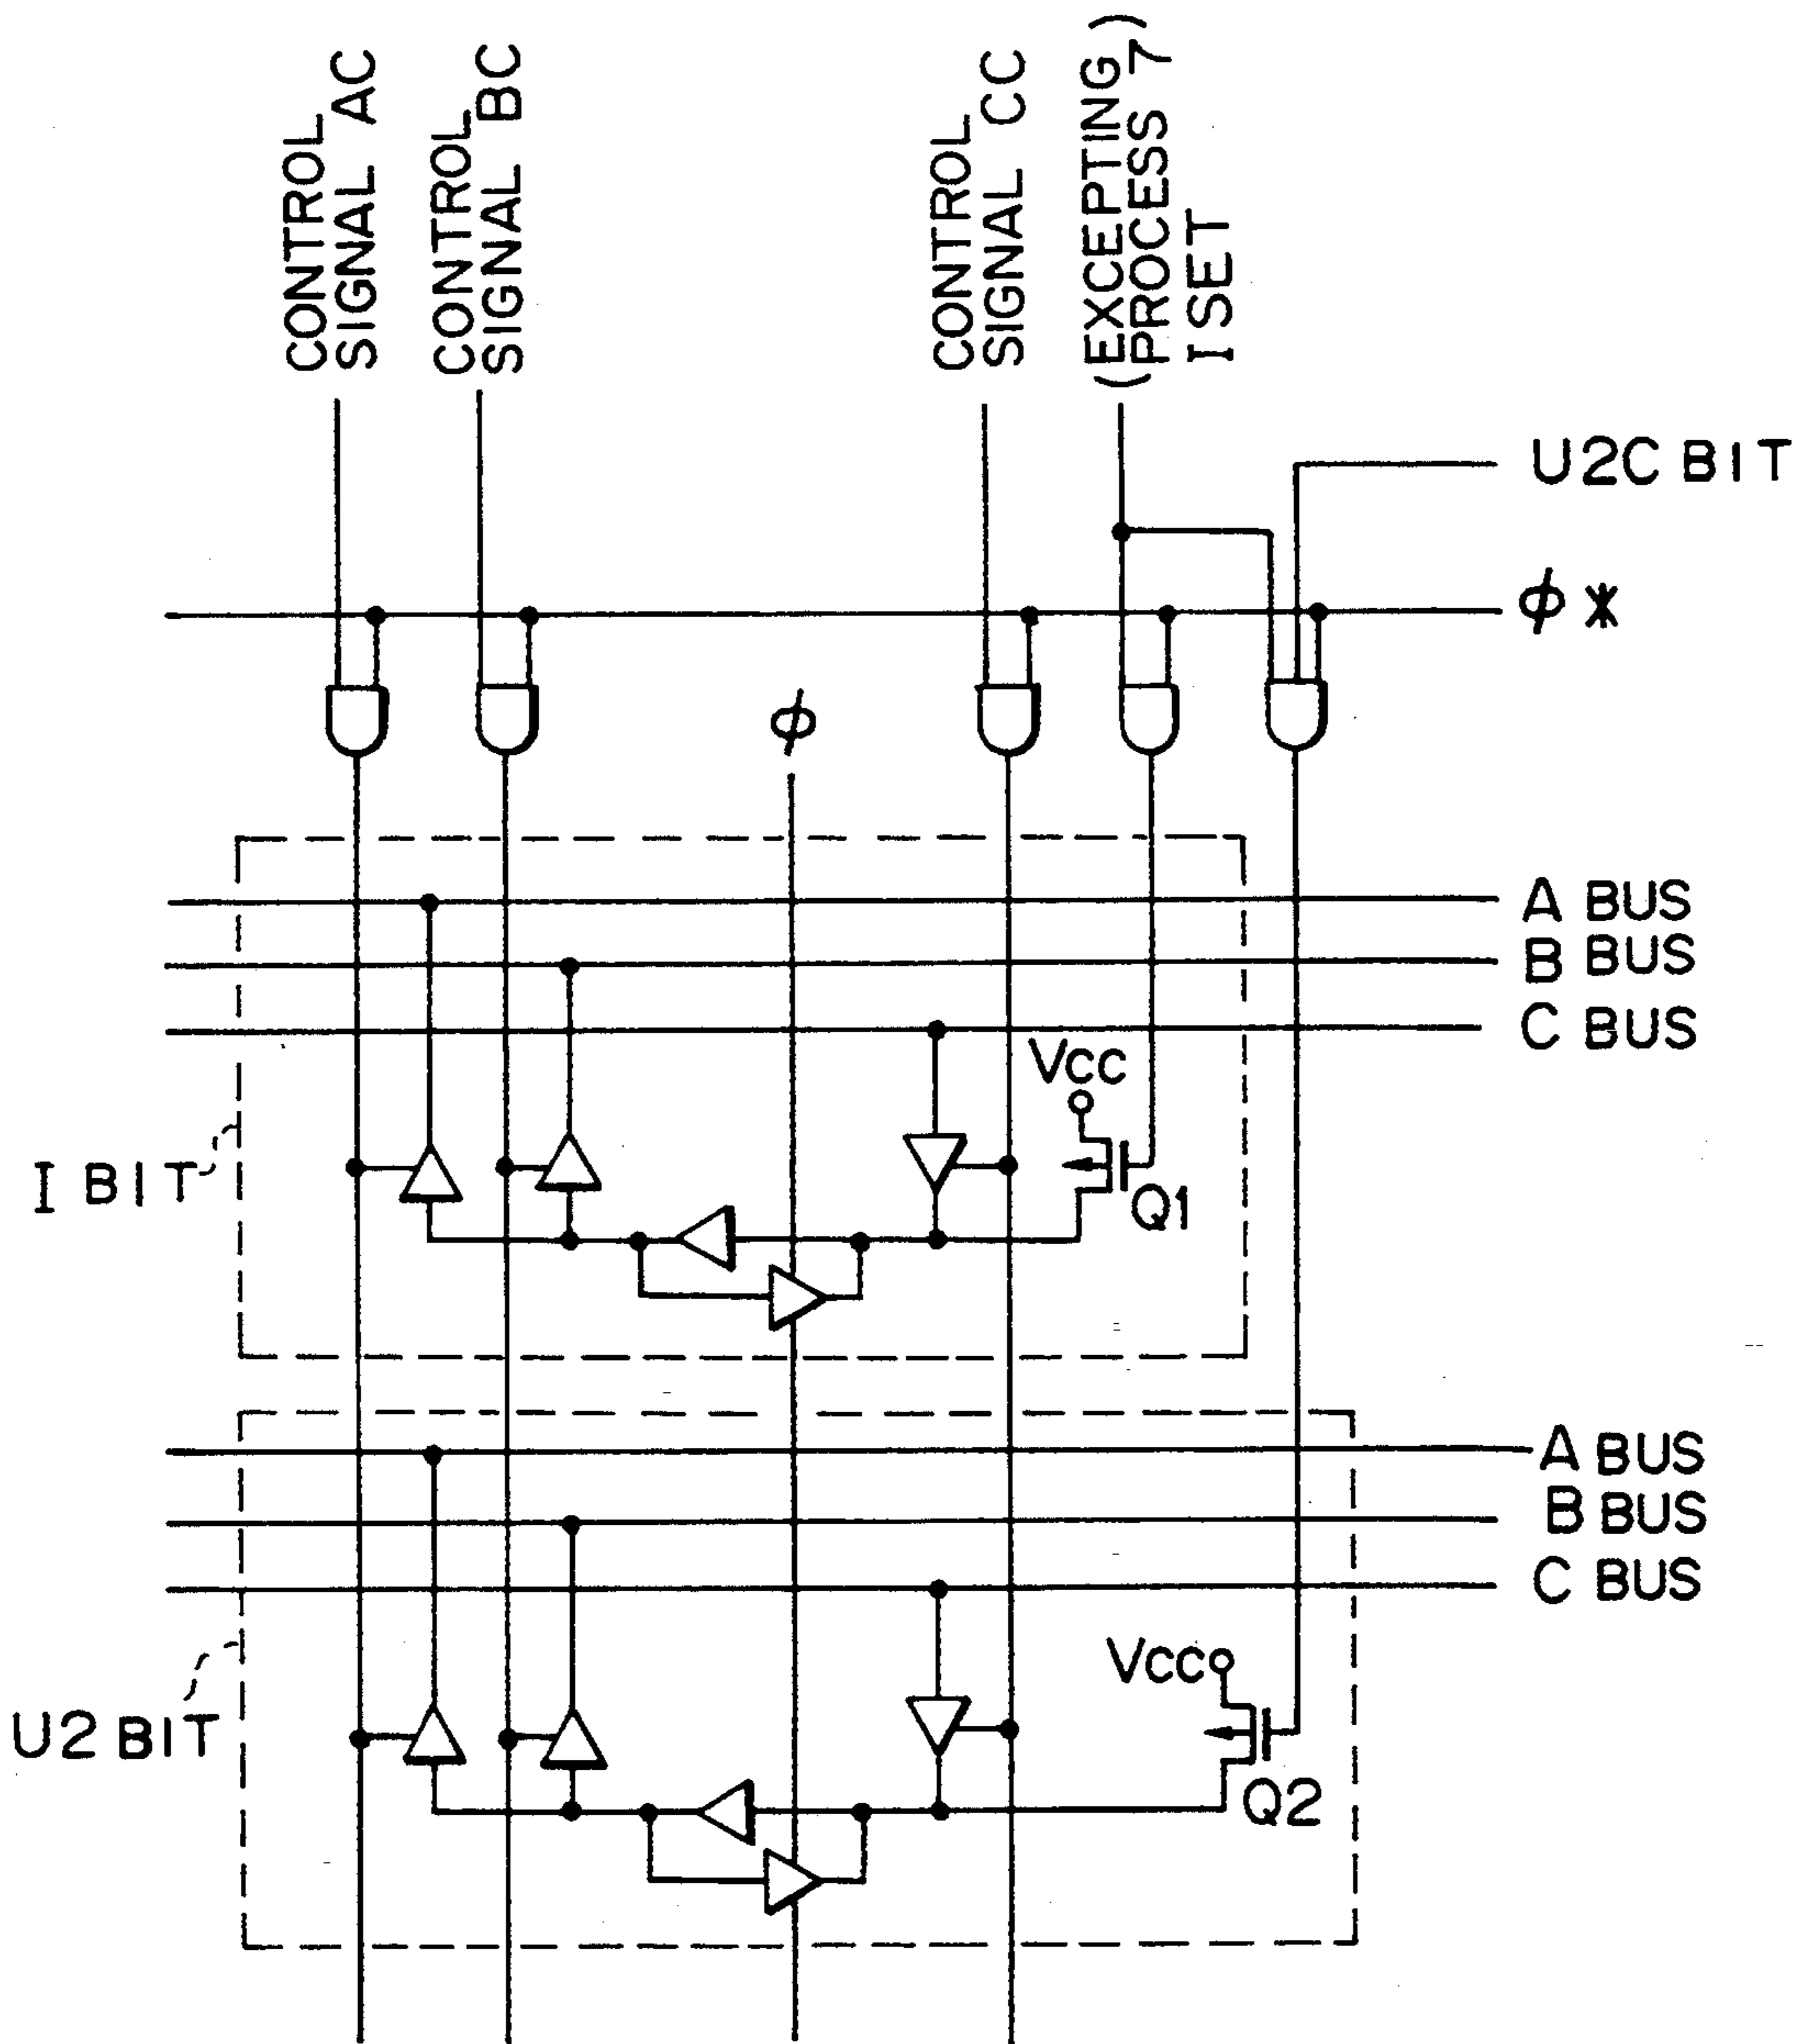 CONTROL
SIGNAL AC
CONTROL
SIGNAL BC
CONTROL
SIGNAL CC
(EXCEPTING)
(PROCESS 7)
I SET
U2C BIT
φ *
φ
A BUS
B BUS
C BUS
VCC
Q1
I BIT
A BUS
B BUS
C BUS
VCC
Q2
U2 BIT